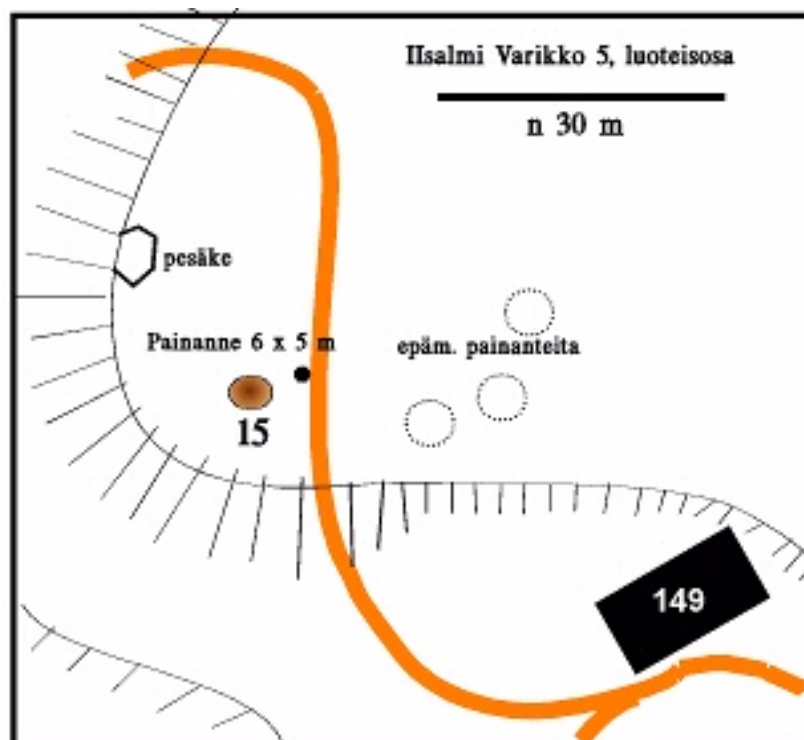 IIsalmi Varikko 5, luoteisosa
n 30 m
pesäke
Painanne 6 x 5 m
epäm. painanteita
15
149